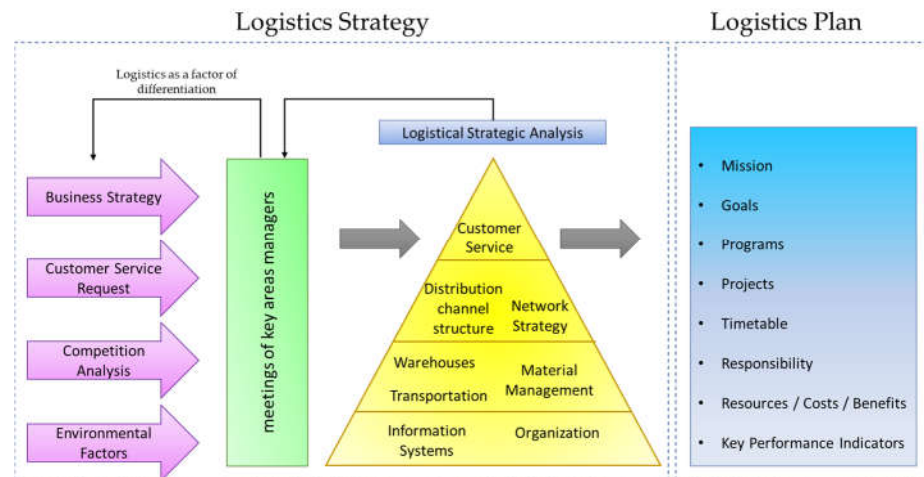 Logistics Strategy
Logistics Plan
Logistics as a factor of
differentiation
Logistical Strategic Analysis
Business Strategy
Customer Service
Request
Competition
Analysis
Environmental
Factors
meetings of key areas managers
Customer
Service
Distribution
channel
structure
Network
Strategy
Warehouses
Transportation
Material
Management
Information
Systems
Organization
• Mission
• Goals
• Programs
• Projects
• Timetable
• Responsibility
• Resources / Costs / Benefits
• Key Performance Indicators